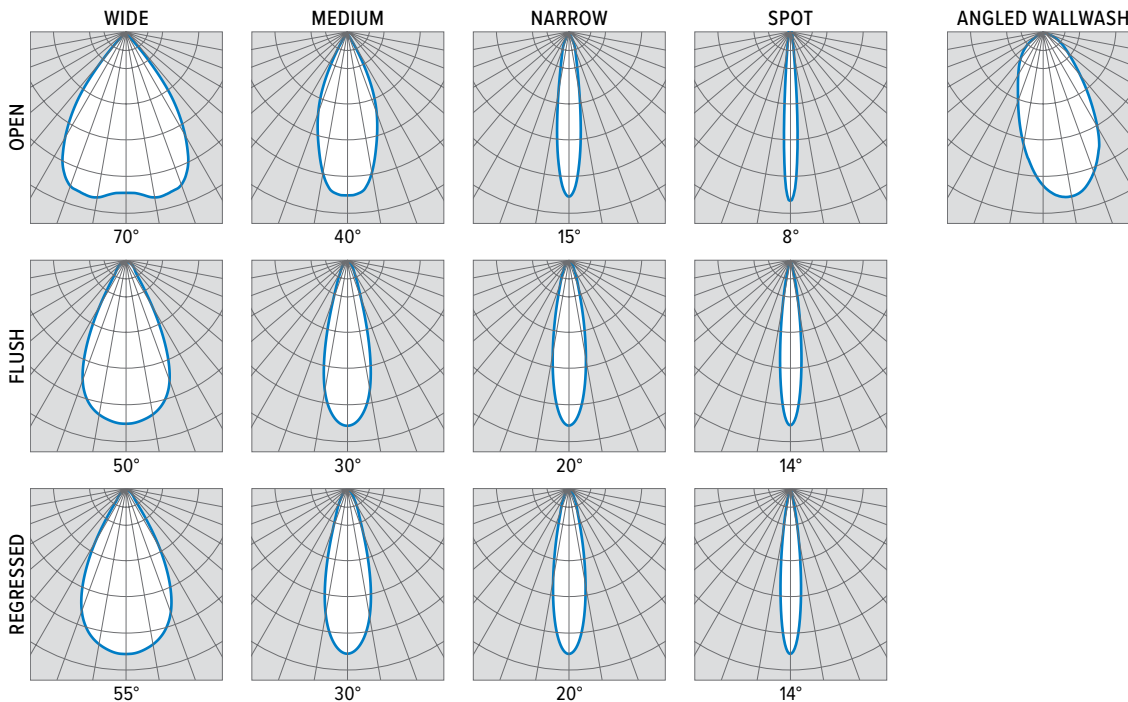 WIDE MEDIUM NARROW SPOT ANGLED WALLWASH
OPEN
70° 40° 15° 8°
FLUSH
50° 30° 20° 14°
REGRESSED
55° 30° 20° 14°